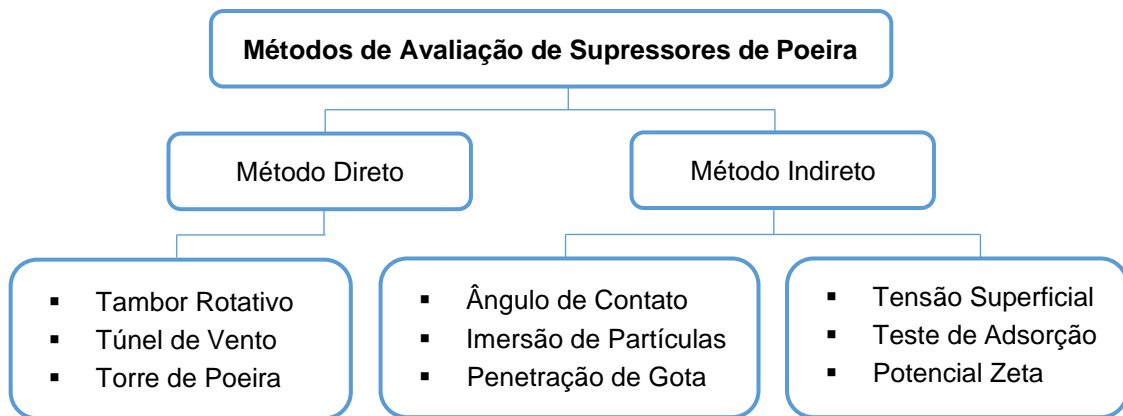 Métodos de Avaliação de Supressores de Poeira
Método Direto
Método Indireto
▪ Tambor Rotativo
▪ Túnel de Vento
▪ Torre de Poeira
▪ Ângulo de Contato
▪ Imersão de Partículas
▪ Penetração de Gota
▪ Tensão Superficial
▪ Teste de Adsorção
▪ Potencial Zeta